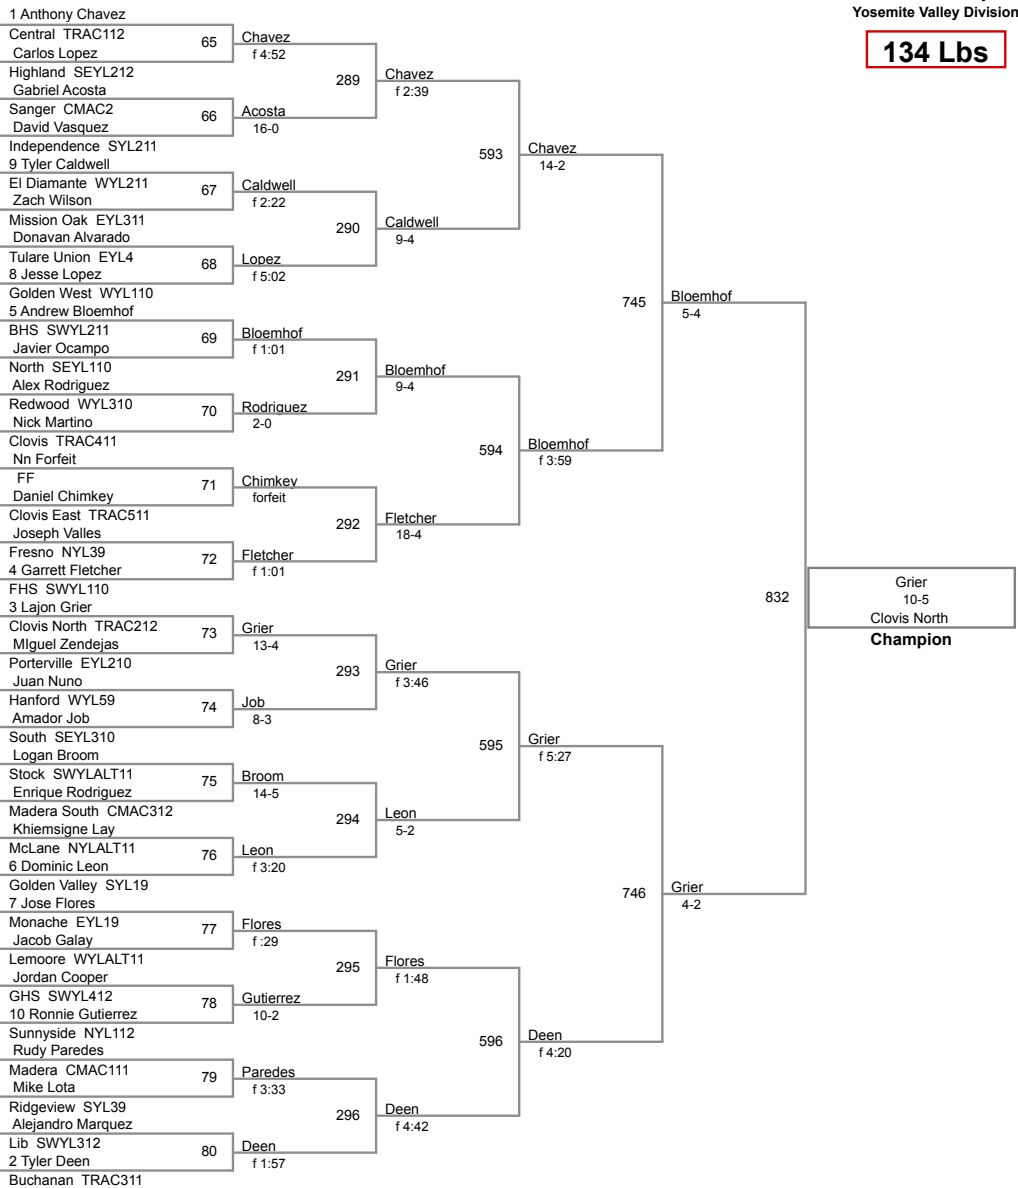 Yosemite Valley Division
134 Lbs
1 Anthony Chavez
Central TRAC112
Carlos Lopez
Highland SEYL212
Gabriel Acosta
Sanger CMAC2
David Vasquez
Independence SYL211
9 Tyler Caldwell
El Diamante WYL211
Zach Wilson
Mission Oak EYL311
Donavan Alvarado
Tulare Union EYL4
8 Jesse Lopez
Golden West WYL110
5 Andrew Bloemhof
BHS SWYL211
Javier Ocampo
North SEYL110
Alex Rodriguez
Redwood WYL310
Nick Martino
Clovis TRAC411
Nn Forfeit
FF
Daniel Chimkey
Clovis East TRAC511
Joseph Valles
Fresno NYL39
4 Garrett Fletcher
FHS SWYL110
3 Lajon Grier
Clovis North TRAC212
MIguel Zendejas
Porterville EYL210
Juan Nuno
Hanford WYL59
Amador Job
South SEYL310
Logan Broom
Stock SWYLALT11
Enrique Rodriguez
Madera South CMAC312
Khiemsigne Lay
McLane NYLALT11
6 Dominic Leon
Golden Valley SYL19
7 Jose Flores
Monache EYL19
Jacob Galay
Lemoore WYLALT11
Jordan Cooper
GHS SWYL412
10 Ronnie Gutierrez
Sunnyside NYL112
Rudy Paredes
Madera CMAC111
Mike Lota
Ridgeview SYL39
Alejandro Marquez
Lib SWYL312
2 Tyler Deen
Buchanan TRAC311
65
66
67
68
69
70
71
72
73
74
75
76
77
78
79
80
Chavez
f 4:52
Acosta
16-0
Caldwell
f 2:22
Lopez
f 5:02
Bloemhof
f 1:01
Rodriguez
2-0
Chimkey
forfeit
Fletcher
f 1:01
Grier
13-4
Job
8-3
Broom
14-5
Leon
f 3:20
Flores
f :29
Gutierrez
10-2
Paredes
f 3:33
Deen
f 1:57
289
290
291
292
293
294
295
296
Chavez
f 2:39
Caldwell
9-4
Bloemhof
9-4
Fletcher
18-4
Grier
f 3:46
Leon
5-2
Flores
f 1:48
Deen
f 4:42
593
594
595
596
Chavez
14-2
Bloemhof
f 3:59
Grier
f 5:27
Deen
f 4:20
745
746
Bloemhof
5-4
Grier
4-2
832
Grier
10-5
Clovis North
Champion